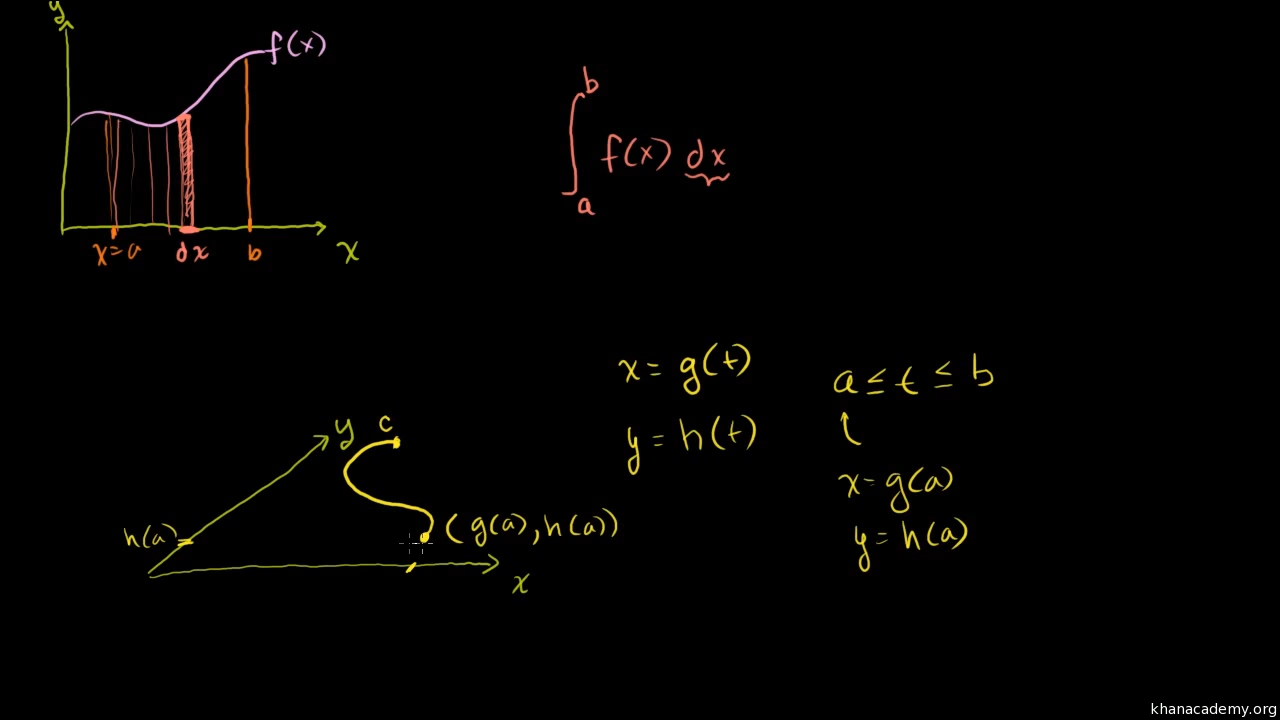 y
f(x)
x=a dx b x
b
∫ f(x) dx
a
x = g(t)
y = h(t)
a ≤ t ≤ b
x = g(a)
y = h(a)
y c
h(a)
(g(a), h(a))
x
khanacademy.org